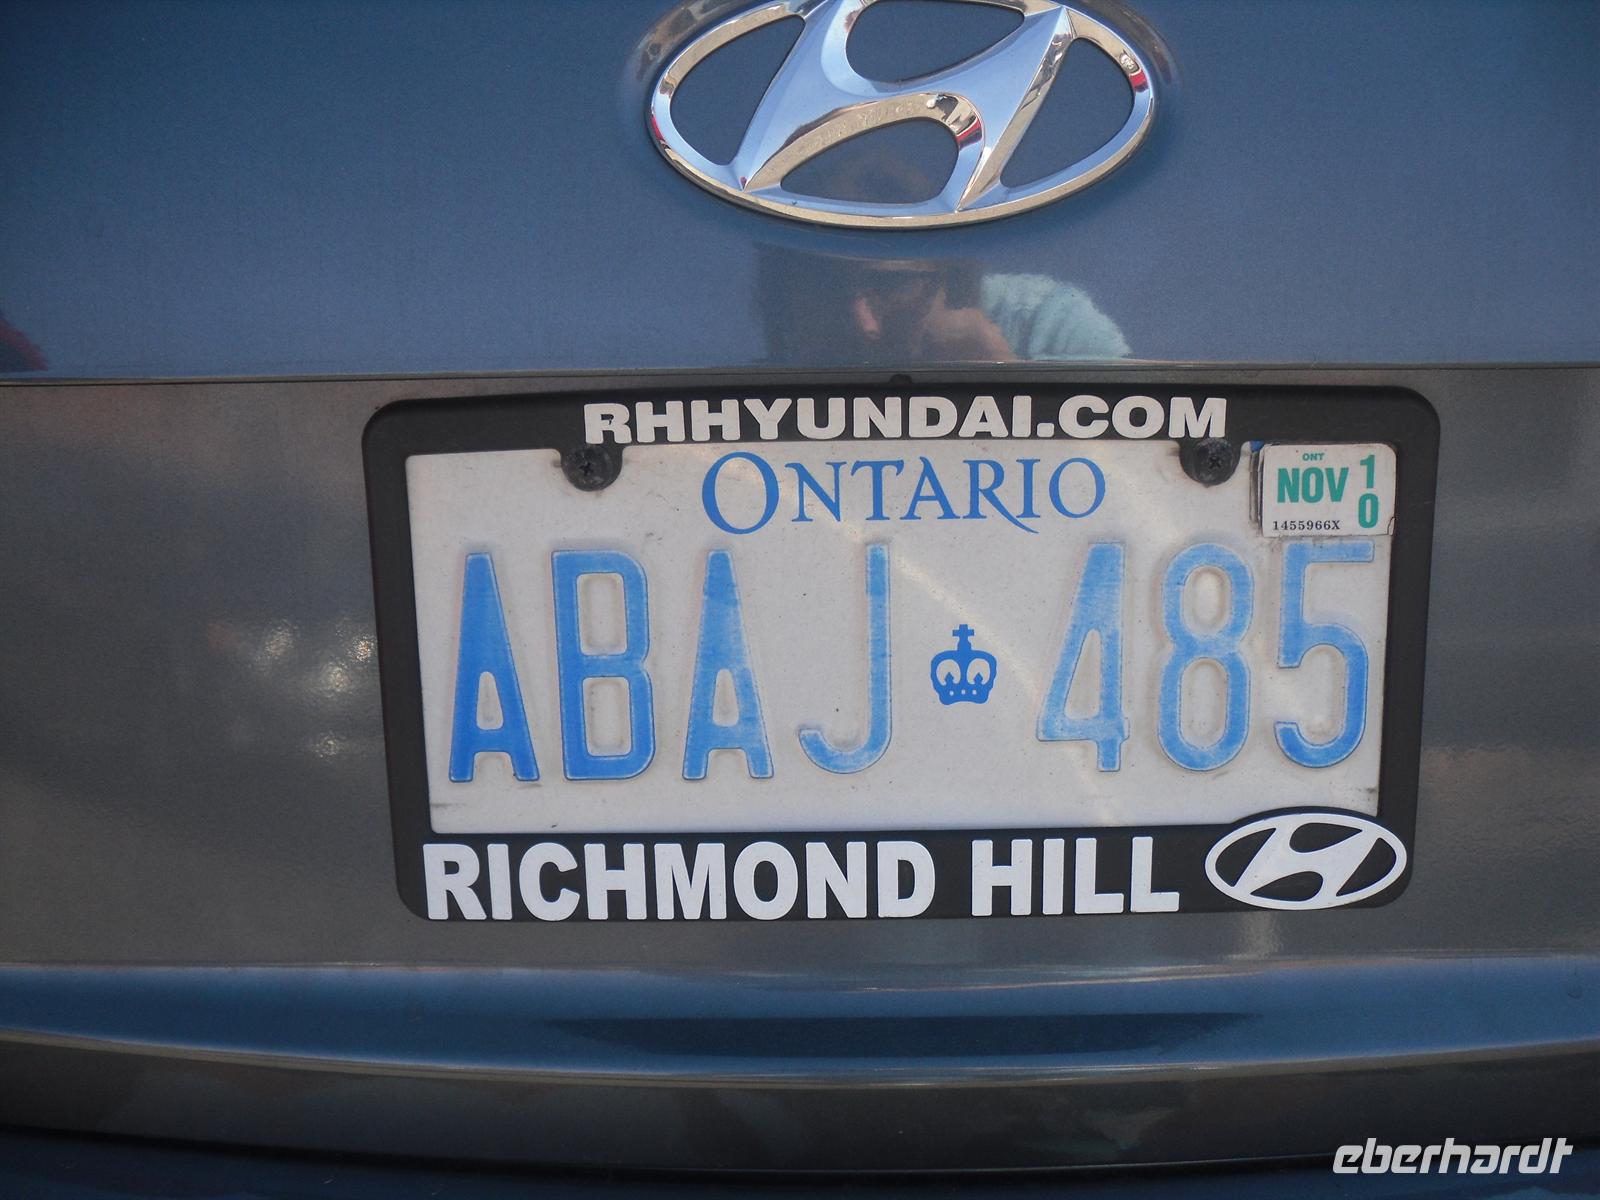 RHHYUNDAI.COM
ONTARIO
ONT
NOV 10
1455966X
ABAJ 485
RICHMOND HILL
eberhardt